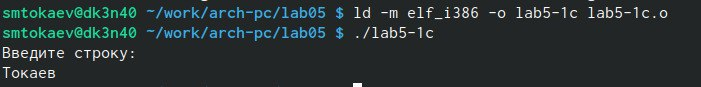 smtokaev@dk3n40 ~/work/arch-pc/lab05 $ ld -m elf_i386 -o lab5-1c lab5-1c.o
smtokaev@dk3n40 ~/work/arch-pc/lab05 $ ./lab5-1c
Введите строку:
Токаев